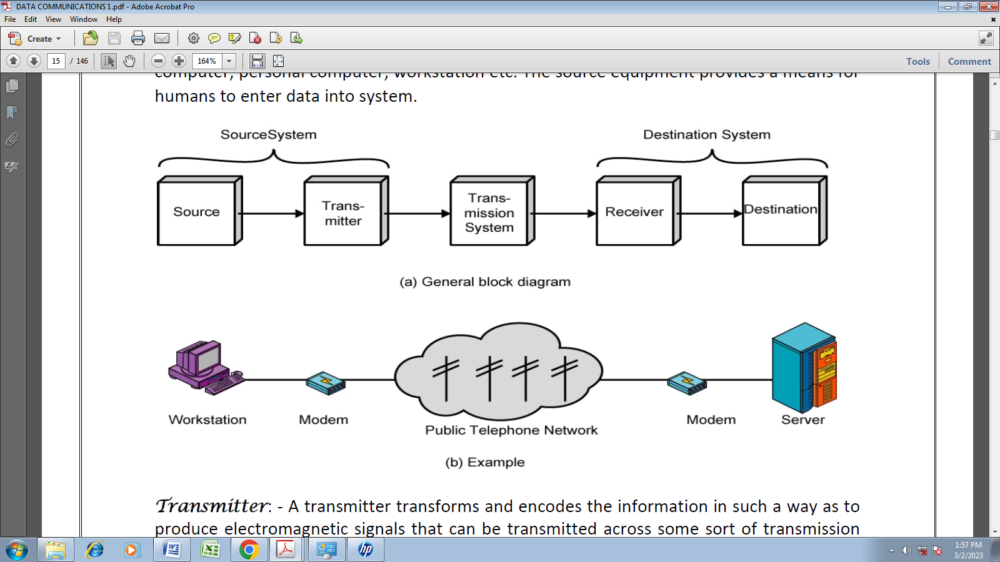 DATA COMMUNICATIONS 1.pdf - Adobe Acrobat Pro
File Edit View Window Help
Create
15 / 146 164% Tools Comment
computer, personal computer, workstation etc. The source equipment provides a means for
humans to enter data into system.
SourceSystem
Destination System
Source
Trans-
mitter
Trans-
mission
System
Receiver
Destination
(a) General block diagram
Workstation
Modem
Public Telephone Network
Modem
Server
(b) Example
Transmitter: - A transmitter transforms and encodes the information in such a way as to
produce electromagnetic signals that can be transmitted across some sort of transmission
1:57 PM
3/2/2023